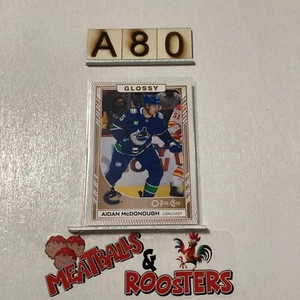 A80
GLOSSY
O-Pee-Chee
AIDAN McDONOUGH
CANUCKS
MEATBALLS
& ROOSTERS